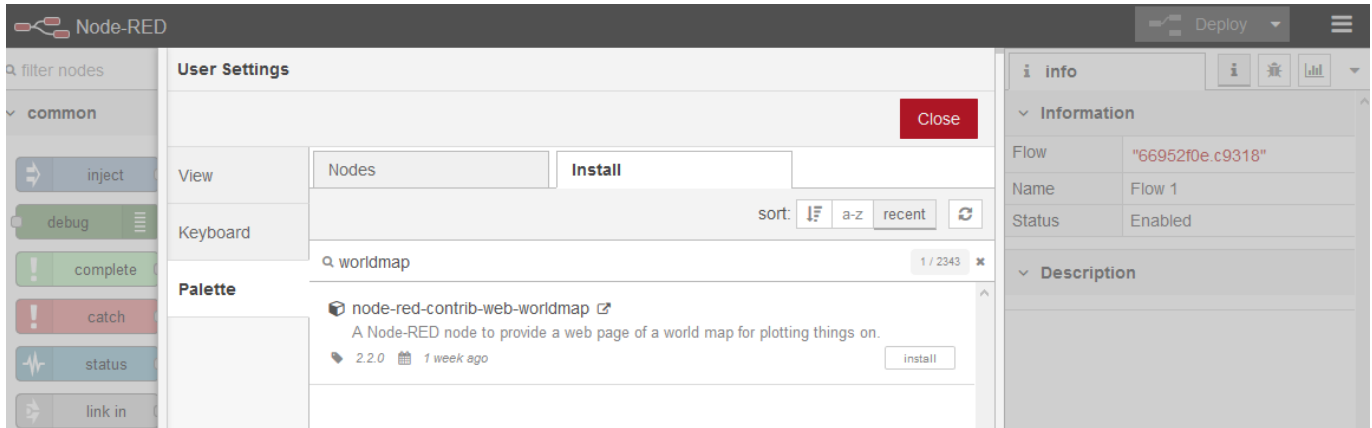 Node-RED
Deploy
filter nodes
common
inject
debug
complete
catch
status
link in
User Settings
Close
View
Keyboard
Palette
Nodes
Install
sort:
a-z
recent
worldmap
1 / 2343
node-red-contrib-web-worldmap
A Node-RED node to provide a web page of a world map for plotting things on.
2.2.0
1 week ago
install
info
Information
Flow
"66952f0e.c9318"
Name
Flow 1
Status
Enabled
Description